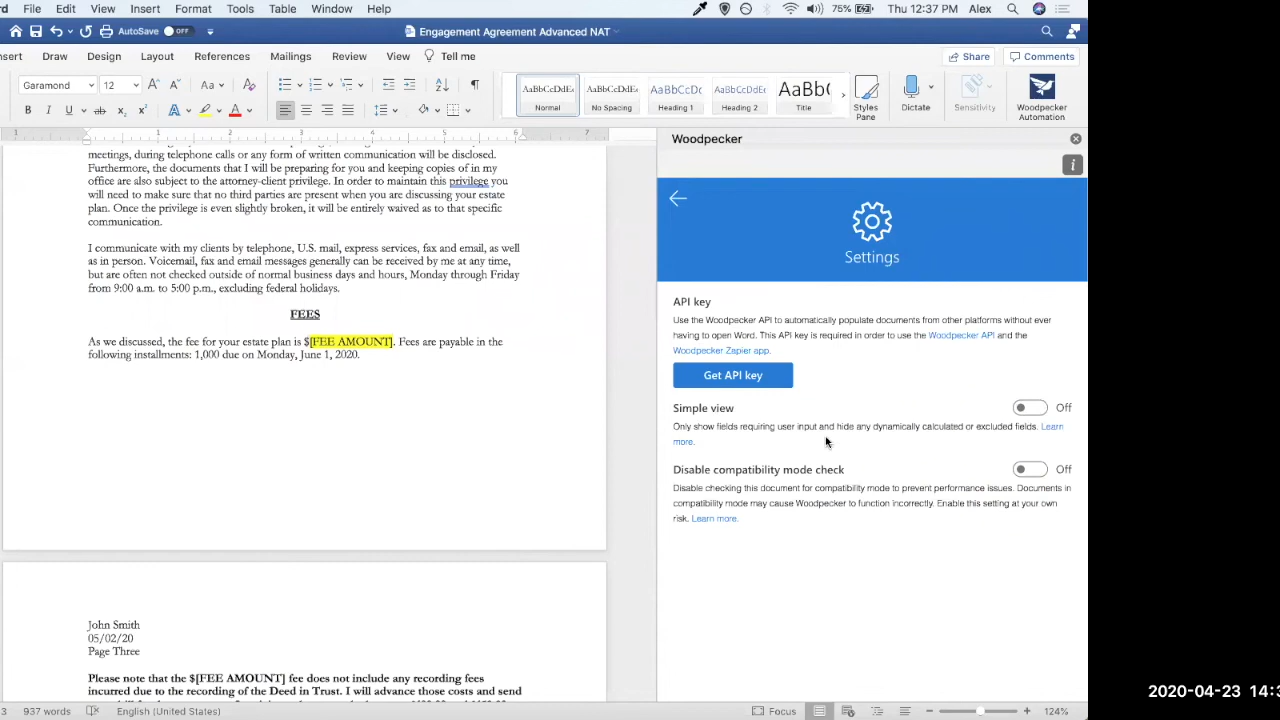 d File Edit View Insert Format Tools Table Window Help 75% Thu 12:37 PM Alex
AutoSave OFF Engagement Agreement Advanced NAT
nsert Draw Design Layout References Mailings Review View Tell me Share Comments
Garamond 12 Aa
AaBbCcDdEe AaBbCcDdEe AaBbCcDc AaBbCcDdEe AaBb(
Normal No Spacing Heading 1 Heading 2 Title Styles Pane Dictate Sensitivity Woodpecker Automation
1 1 2 3 4 5 6 7
Woodpecker
meetings, during telephone calls or any form of written communication will be disclosed.
Furthermore, the documents that I will be preparing for you and keeping copies of in my
office are also subject to the attorney-client privilege. In order to maintain this privilege you
will need to make sure that no third parties are present when you are discussing your estate
plan. Once the privilege is even slightly broken, it will be entirely waived as to that specific
communication.
I communicate with my clients by telephone, U.S. mail, express services, fax and email, as well
as in person. Voicemail, fax and email messages generally can be received by me at any time,
but are often not checked outside of normal business days and hours, Monday through Friday
from 9:00 a.m. to 5:00 p.m., excluding federal holidays.
FEES
As we discussed, the fee for your estate plan is $[FEE AMOUNT]. Fees are payable in the
following installments: 1,000 due on Monday, June 1, 2020.
John Smith
05/02/20
Page Three
Please note that the $[FEE AMOUNT] fee does not include any recording fees
incurred due to the recording of the Deed in Trust. I will advance those costs and send
Settings
API key
Use the Woodpecker API to automatically populate documents from other platforms without ever
having to open Word. This API key is required in order to use the Woodpecker API and the
Woodpecker Zapier app.
Get API key
Simple view Off
Only show fields requiring user input and hide any dynamically calculated or excluded fields. Learn
more.
Disable compatibility mode check Off
Disable checking this document for compatibility mode to prevent performance issues. Documents in
compatibility mode may cause Woodpecker to function incorrectly. Enable this setting at your own
risk. Learn more.
3 937 words English (United States) Focus 124%
2020-04-23 14:3